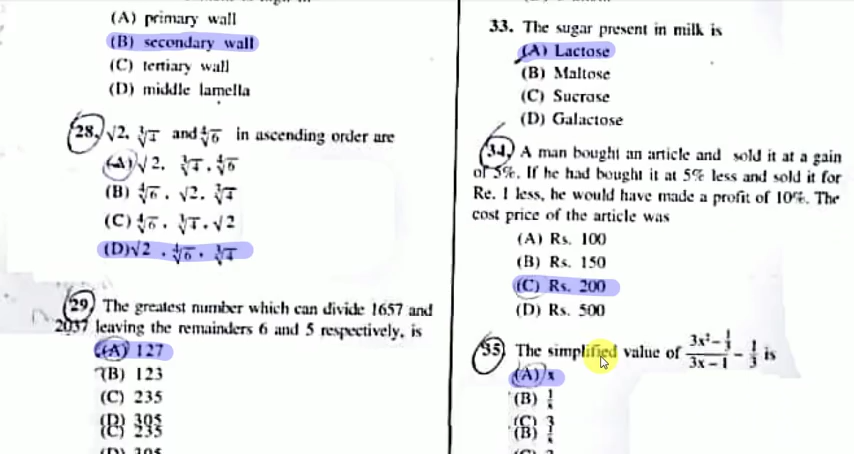 (A) primary wall
(B) secondary wall
(C) tertiary wall
(D) middle lamella
28. √2, ∛4 and ∜6 in ascending order are
(A) √2, ∛4, ∜6
(B) ∜6, √2, ∛4
(C) ∜6, ∛4, √2
(D) √2, ∜6, ∛4
29. The greatest number which can divide 1657 and
2037 leaving the remainders 6 and 5 respectively, is
(A) 127
(B) 123
(C) 235
(D) 305
(C) 235
33. The sugar present in milk is
(A) Lactose
(B) Maltose
(C) Sucrose
(D) Galactose
34. A man bought an article and sold it at a gain
of 5%. If he had bought it at 5% less and sold it for
Re. 1 less, he would have made a profit of 10%. The
cost price of the article was
(A) Rs. 100
(B) Rs. 150
(C) Rs. 200
(D) Rs. 500
35. The simplified value of (3x² - 1/3)/(3x - 1) - 1/3 is
(A) x
(B) 1/x
(C) 3
(B) 1/x